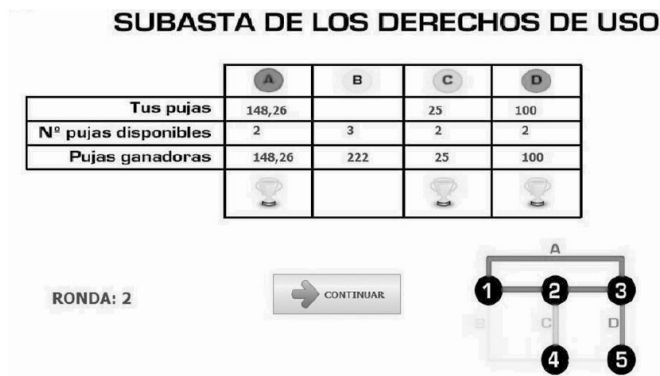 SUBASTA DE LOS DERECHOS DE USO
A B C D
Tus pujas 148,26 25 100
Nº pujas disponibles 2 3 2 2
Pujas ganadoras 148,26 222 25 100
RONDA: 2
CONTINUAR
A
1 2 3
B C D
4 5